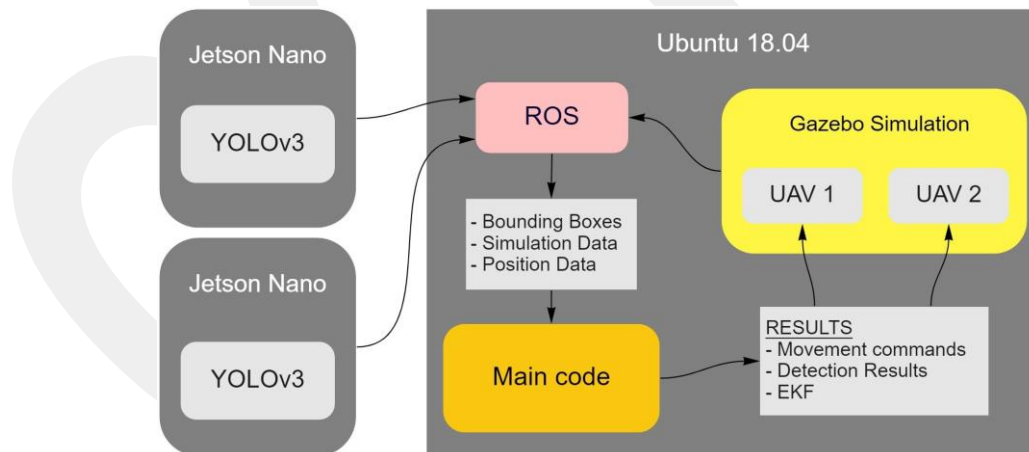 Jetson Nano
YOLOv3
Jetson Nano
YOLOv3
Ubuntu 18.04
ROS
Gazebo Simulation
UAV 1
UAV 2
- Bounding Boxes
- Simulation Data
- Position Data
Main code
RESULTS
- Movement commands
- Detection Results
- EKF